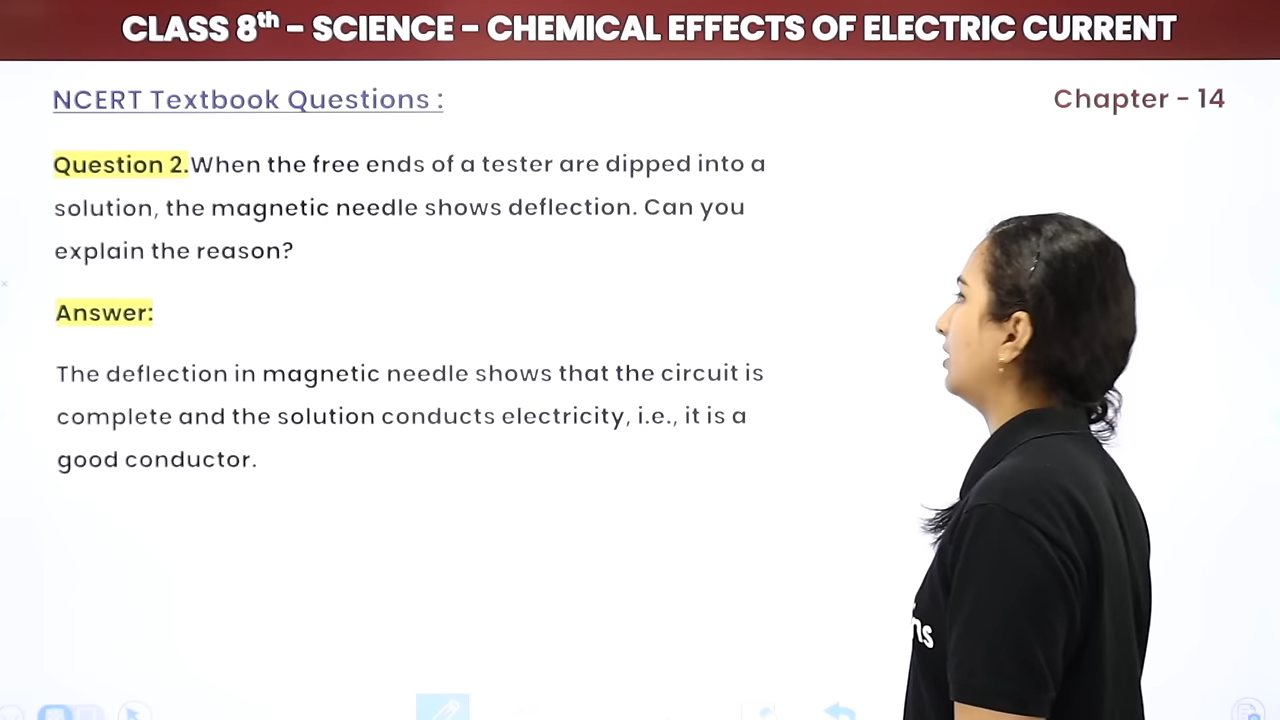 CLASS 8th – SCIENCE – CHEMICAL EFFECTS OF ELECTRIC CURRENT
NCERT Textbook Questions :
Chapter - 14
Question 2.When the free ends of a tester are dipped into a
solution, the magnetic needle shows deflection. Can you
explain the reason?
Answer:
The deflection in magnetic needle shows that the circuit is
complete and the solution conducts electricity, i.e., it is a
good conductor.